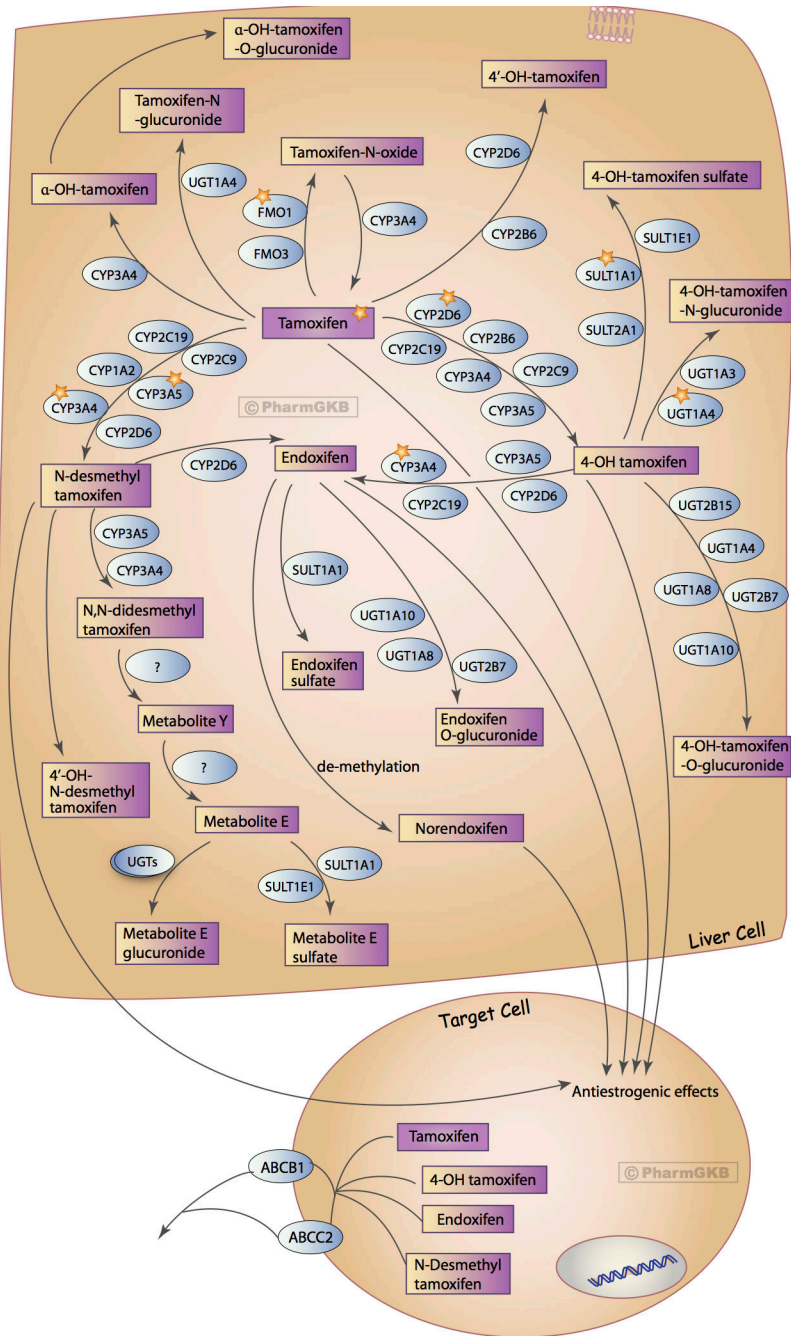 α-OH-tamoxifen
-O-glucuronide
4′-OH-tamoxifen
Tamoxifen-N
-glucuronide
Tamoxifen-N-oxide
CYP2D6
4-OH-tamoxifen sulfate
α-OH-tamoxifen
UGT1A4
FMO1
CYP3A4
CYP2B6
SULT1E1
FMO3
CYP3A4
SULT1A1
4-OH-tamoxifen
-N-glucuronide
Tamoxifen
CYP2D6
SULT2A1
CYP2C19
CYP2B6
CYP2C19
CYP1A2
CYP2C9
CYP2C9
UGT1A3
CYP3A4
CYP3A5
CYP3A4
UGT1A4
© PharmGKB
CYP3A5
CYP2D6
CYP2D6
Endoxifen
CYP3A4
CYP3A5
4-OH tamoxifen
N-desmethyl
tamoxifen
CYP2C19
CYP2D6
UGT2B15
CYP3A5
UGT1A4
CYP3A4
SULT1A1
UGT1A8
UGT2B7
N,N-didesmethyl
tamoxifen
UGT1A10
UGT1A10
?
Endoxifen
sulfate
UGT1A8
UGT2B7
Metabolite Y
Endoxifen
O-glucuronide
4-OH-tamoxifen
-O-glucuronide
?
de-methylation
4′-OH-
N-desmethyl
tamoxifen
Metabolite E
Norendoxifen
UGTs
SULT1A1
SULT1E1
Metabolite E
glucuronide
Metabolite E
sulfate
Liver Cell
Target Cell
Antiestrogenic effects
Tamoxifen
ABCB1
4-OH tamoxifen
© PharmGKB
Endoxifen
ABCC2
N-Desmethyl
tamoxifen